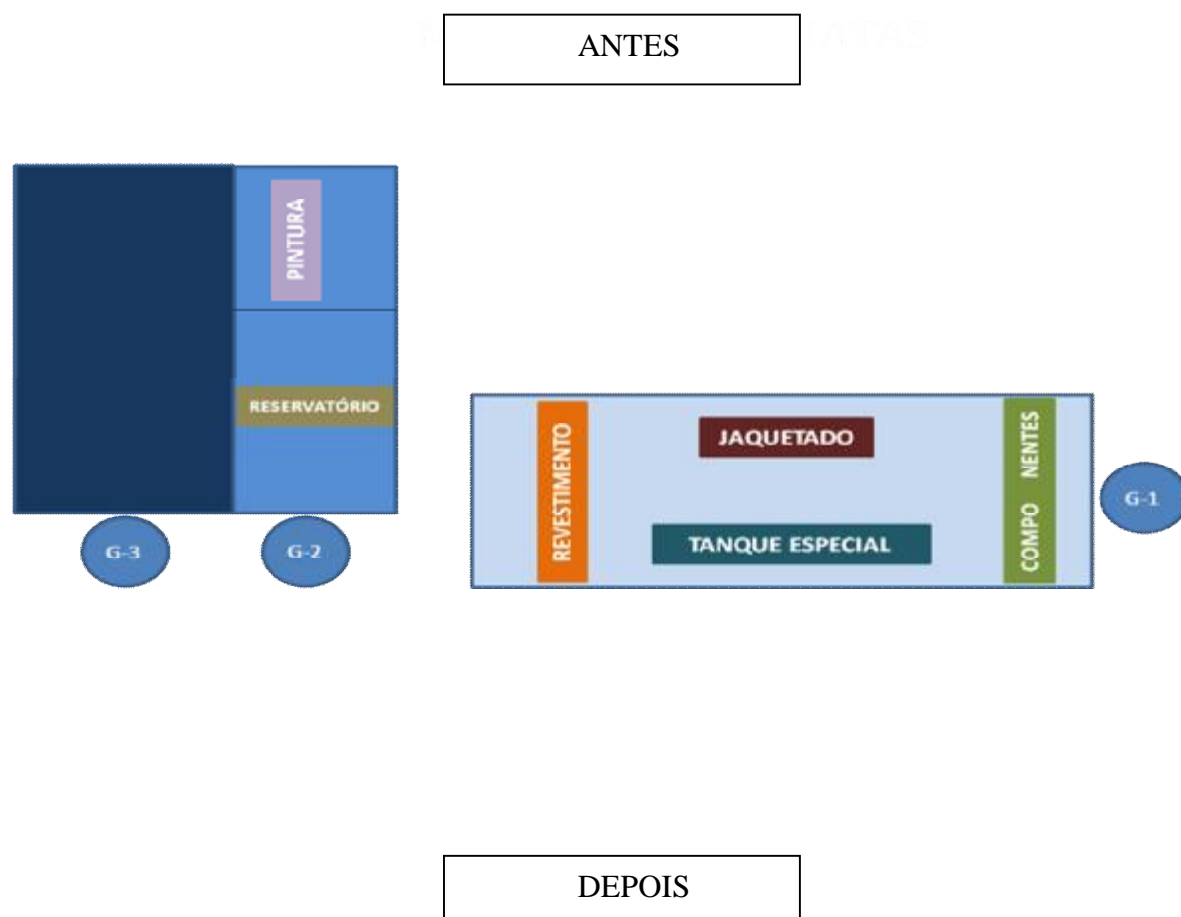 ANTES
PINTURA
RESERVATÓRIO
REVESTIMENTO
JAQUETADO
COMPO NENTES
TANQUE ESPECIAL
G-1
G-3
G-2
DEPOIS